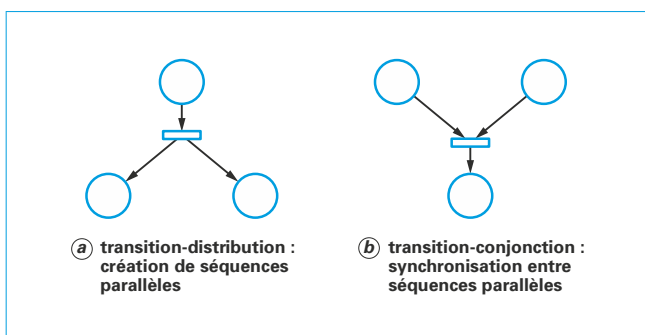 a transition-distribution :
création de séquences
parallèles
b transition-conjonction :
synchronisation entre
séquences parallèles